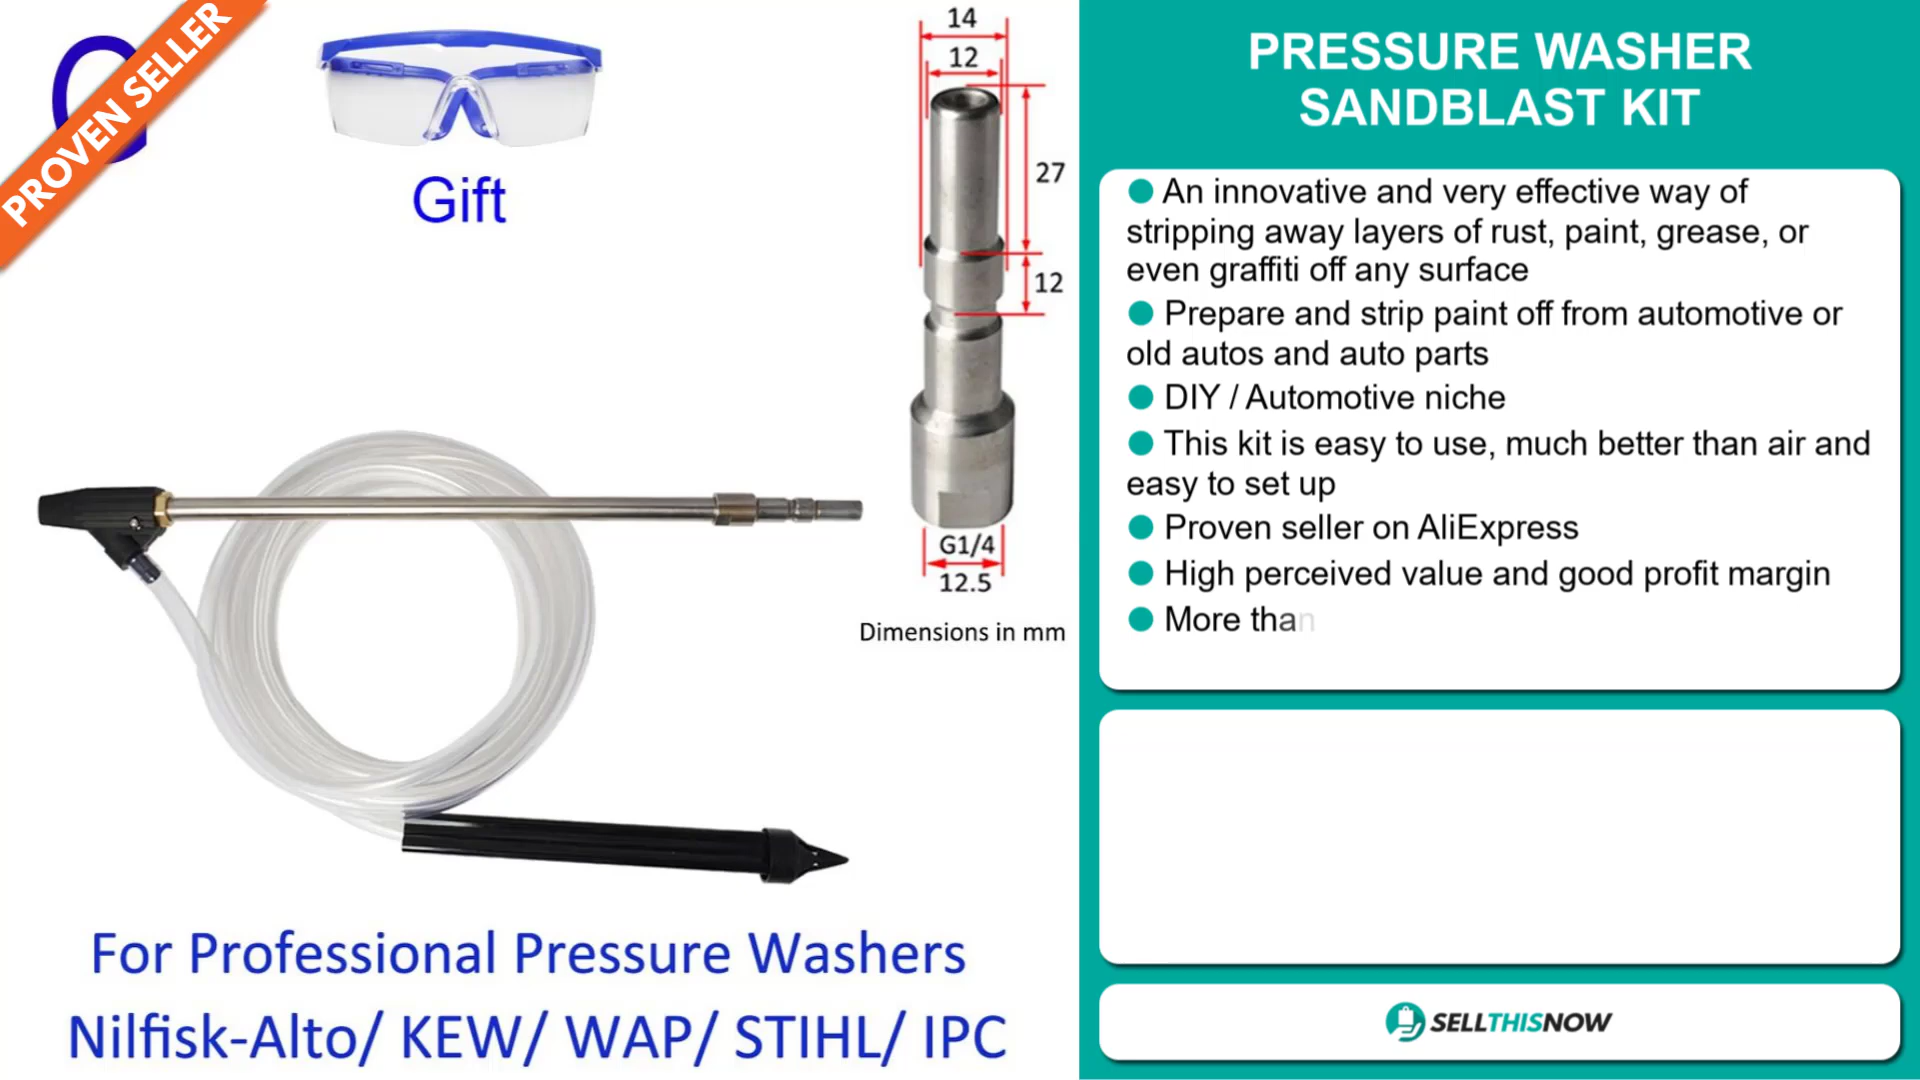 PROVEN SELLER
Gift
14
12
27
12
G1/4
12.5
Dimensions in mm
For Professional Pressure Washers
Nilfisk-Alto/ KEW/ WAP/ STIHL/ IPC
PRESSURE WASHER
SANDBLAST KIT
● An innovative and very effective way of
stripping away layers of rust, paint, grease, or
even graffiti off any surface
● Prepare and strip paint off from automotive or
old autos and auto parts
● DIY / Automotive niche
● This kit is easy to use, much better than air and
easy to set up
● Proven seller on AliExpress
● High perceived value and good profit margin
● More than
SELLTHISNOW